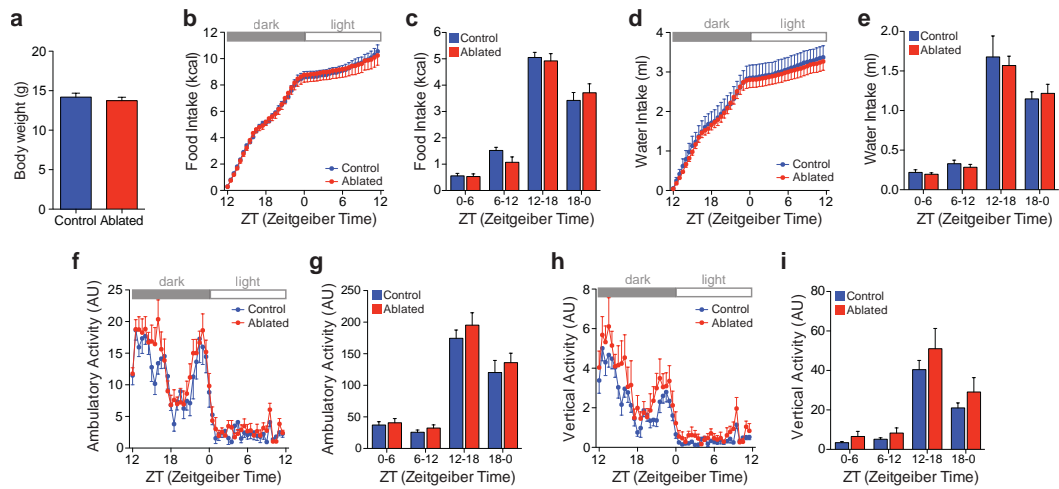 a
Body weight (g)
20
15
10
5
0
Control Ablated
b
dark light
Food Intake (kcal)
12
10
8
6
4
2
0
Control
Ablated
12 18 0 6 12
ZT (Zeitgeiber Time)
c
Control
Ablated
Food Intake (kcal)
6
5
4
3
2
1
0
0-6 6-12 12-18 18-0
ZT (Zeitgeiber Time)
d
dark light
Water Intake (ml)
4
3
2
1
0
Control
Ablated
12 18 0 6 12
ZT (Zeitgeiber Time)
e
Control
Ablated
Water Intake (ml)
2.0
1.5
1.0
0.5
0.0
0-6 6-12 12-18 18-0
ZT (Zeitgeiber Time)
f
dark light
Ambulatory Activity (AU)
25
20
15
10
5
0
Control
Ablated
12 18 0 6 12
ZT (Zeitgeiber Time)
g
Control
Ablated
Ambulatory Activity (AU)
250
200
150
100
50
0
0-6 6-12 12-18 18-0
ZT (Zeitgeiber Time)
h
dark light
Vertical Activity (AU)
8
6
4
2
0
Control
Ablated
12 18 0 6 12
ZT (Zeitgeiber Time)
i
Control
Ablated
Vertical Activity (AU)
80
60
40
20
0
0-6 6-12 12-18 18-0
ZT (Zeitgeiber Time)